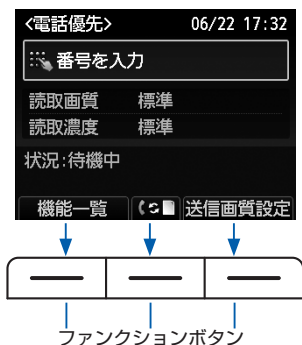 <電話優先> 06/22 17:32
番号を入力
読取画質 標準
読取濃度 標準
状況:待機中
機能一覧 送信画質設定
ファンクションボタン